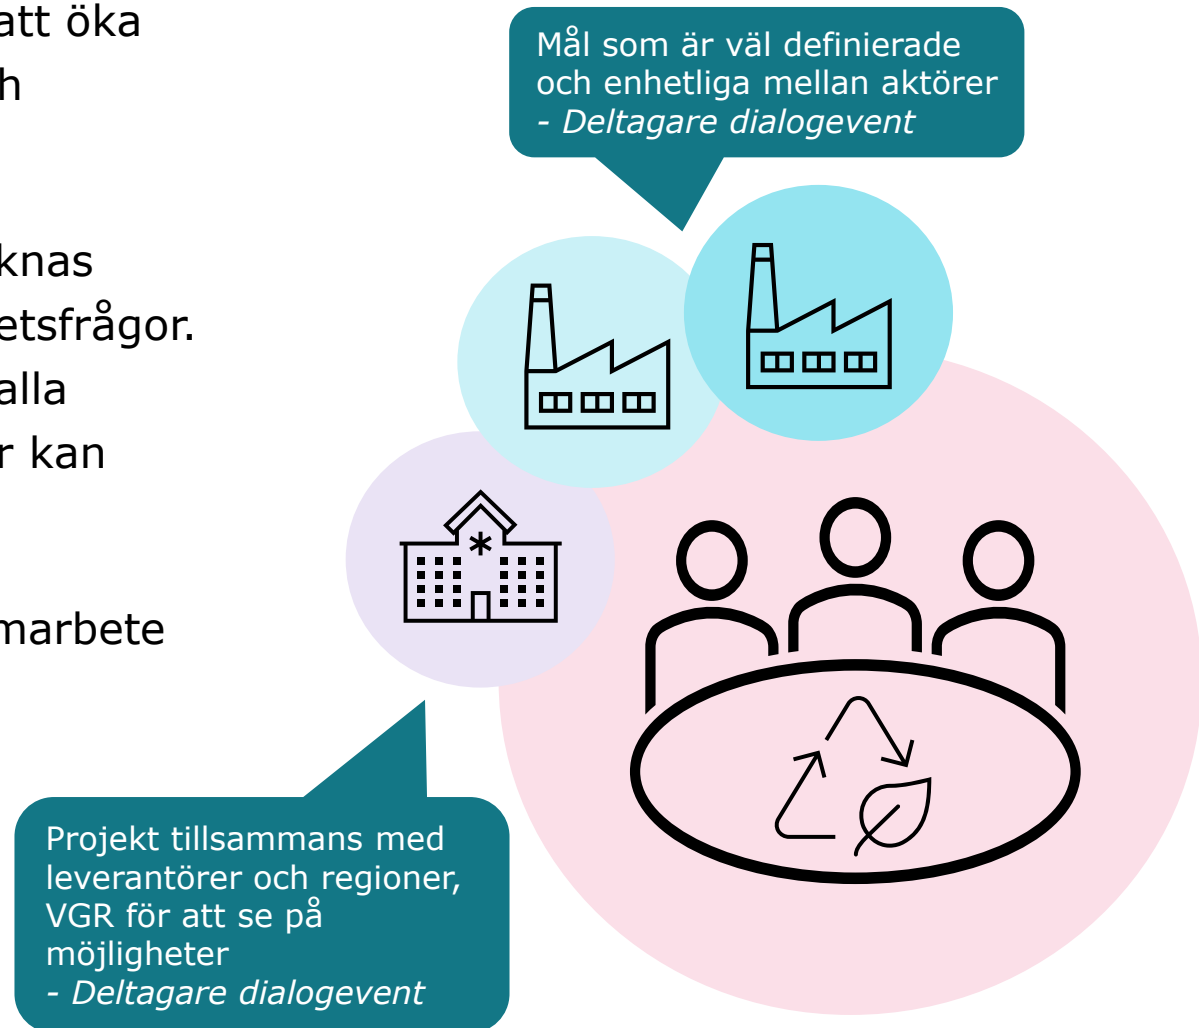 att öka
h
knas
etsfrågor.
alla
r kan
marbete
Mål som är väl definierade
och enhetliga mellan aktörer
- Deltagare dialogevent
Projekt tillsammans med
leverantörer och regioner,
VGR för att se på
möjligheter
- Deltagare dialogevent